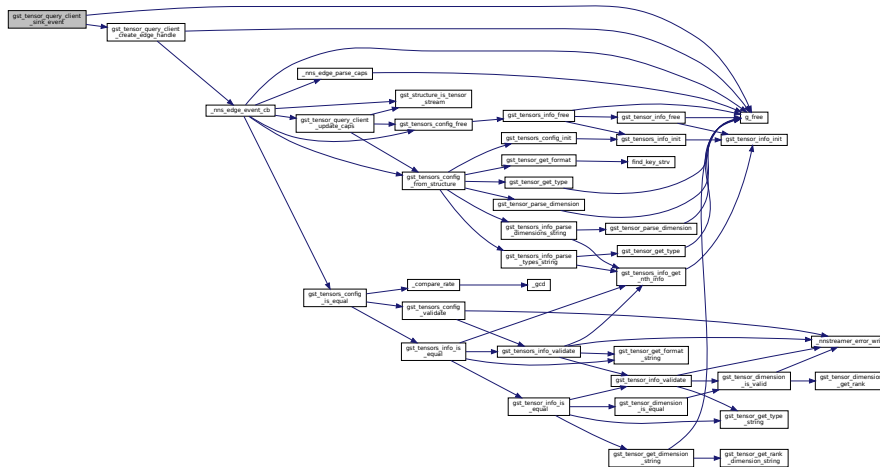 gst_tensor_query_client
_sink_event
gst_tensor_query_client
_create_edge_handle
_nns_edge_event_cb
_nns_edge_parse_caps
gst_structure_is_tensor
_stream
gst_tensor_query_client
_update_caps
gst_tensors_config_free
gst_tensors_info_free
gst_tensor_info_free
g_free
gst_tensors_config_init
gst_tensors_info_init
gst_tensor_info_init
gst_tensor_get_format
find_key_strv
gst_tensors_config
_from_structure
gst_tensor_get_type
gst_tensor_parse_dimension
gst_tensors_info_parse
_dimensions_string
gst_tensor_parse_dimension
gst_tensors_info_parse
_types_string
gst_tensor_get_type
gst_tensors_info_get
_nth_info
gst_tensors_config
_is_equal
_compare_rate
_gcd
gst_tensors_config
_validate
gst_tensors_info_is
_equal
gst_tensors_info_validate
gst_tensor_get_format
_string
_nnstreamer_error_wri
gst_tensor_info_validate
gst_tensor_dimension
_is_valid
gst_tensor_dimension
_get_rank
gst_tensor_info_is
_equal
gst_tensor_dimension
_is_equal
gst_tensor_get_type
_string
gst_tensor_get_dimension
_string
gst_tensor_get_rank
_dimension_string